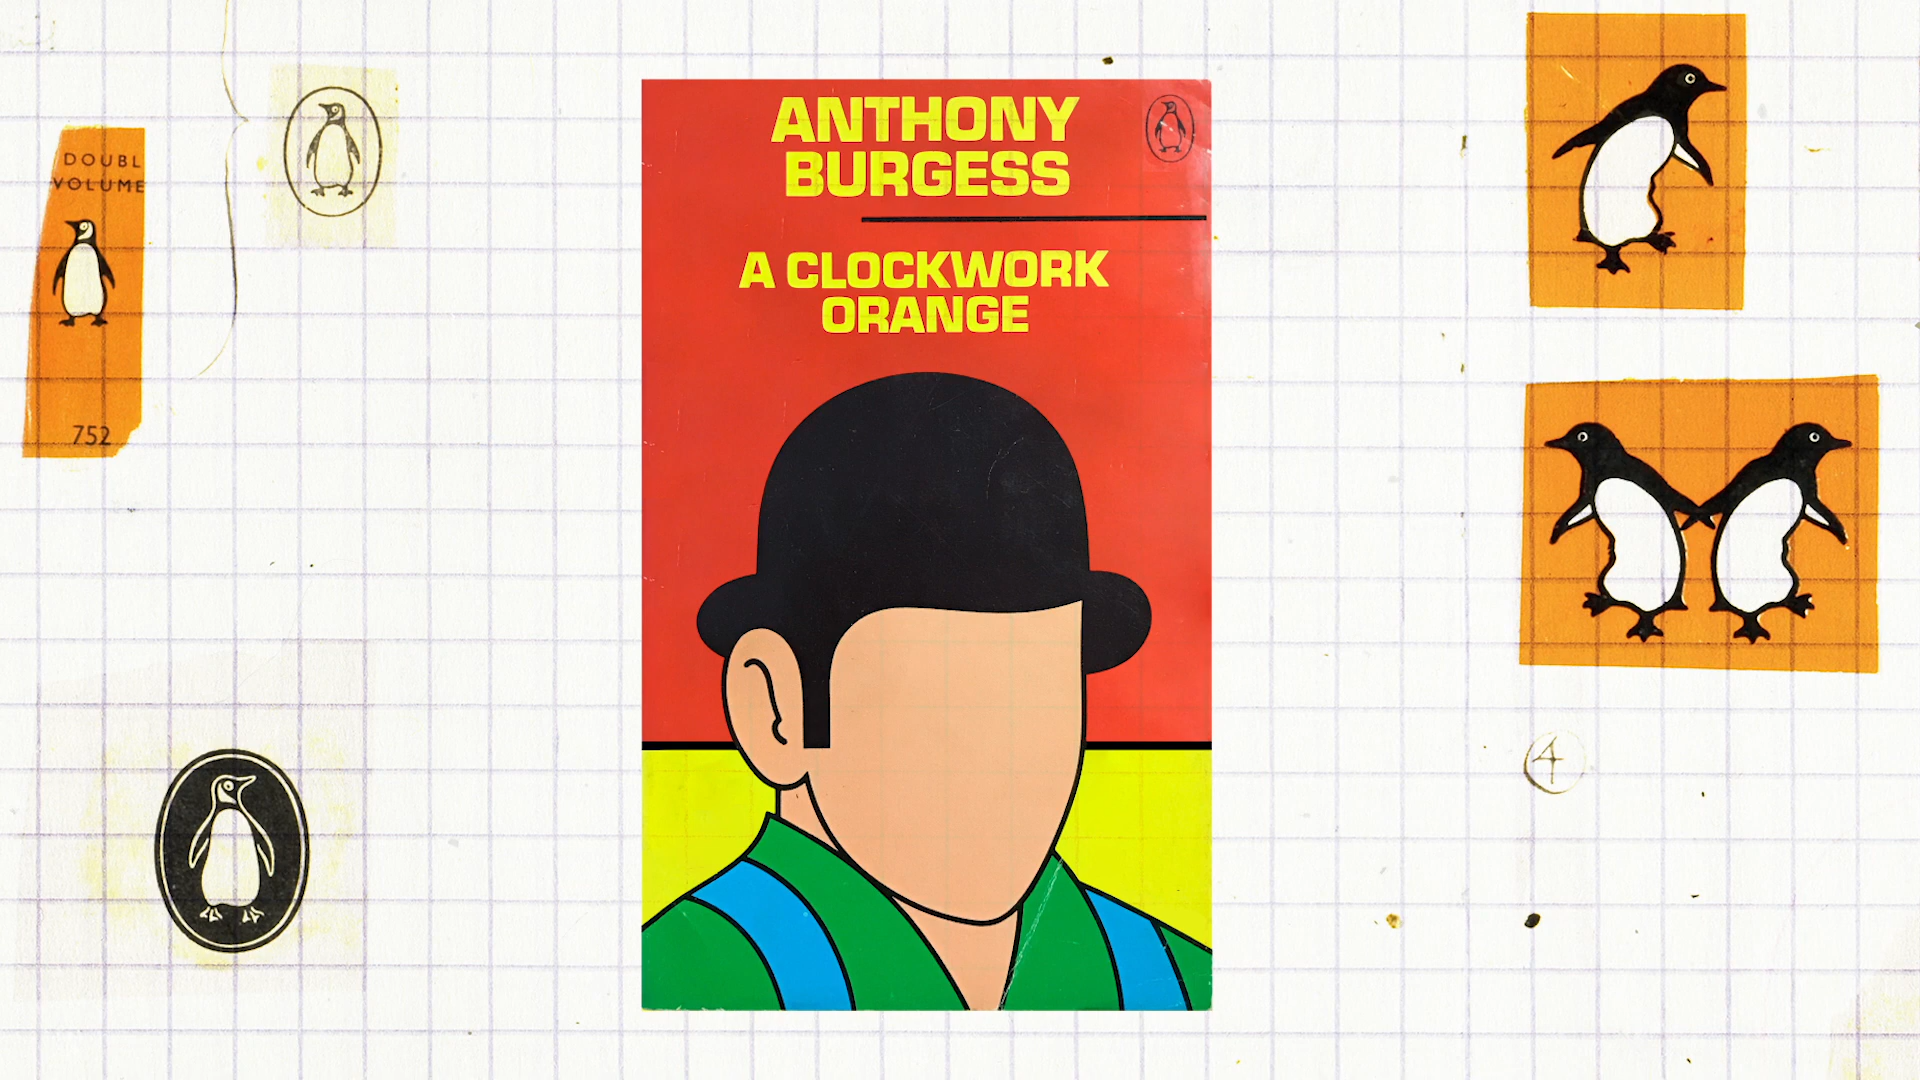 DOUBL
VOLUME
752
ANTHONY
BURGESS
A CLOCKWORK
ORANGE
4